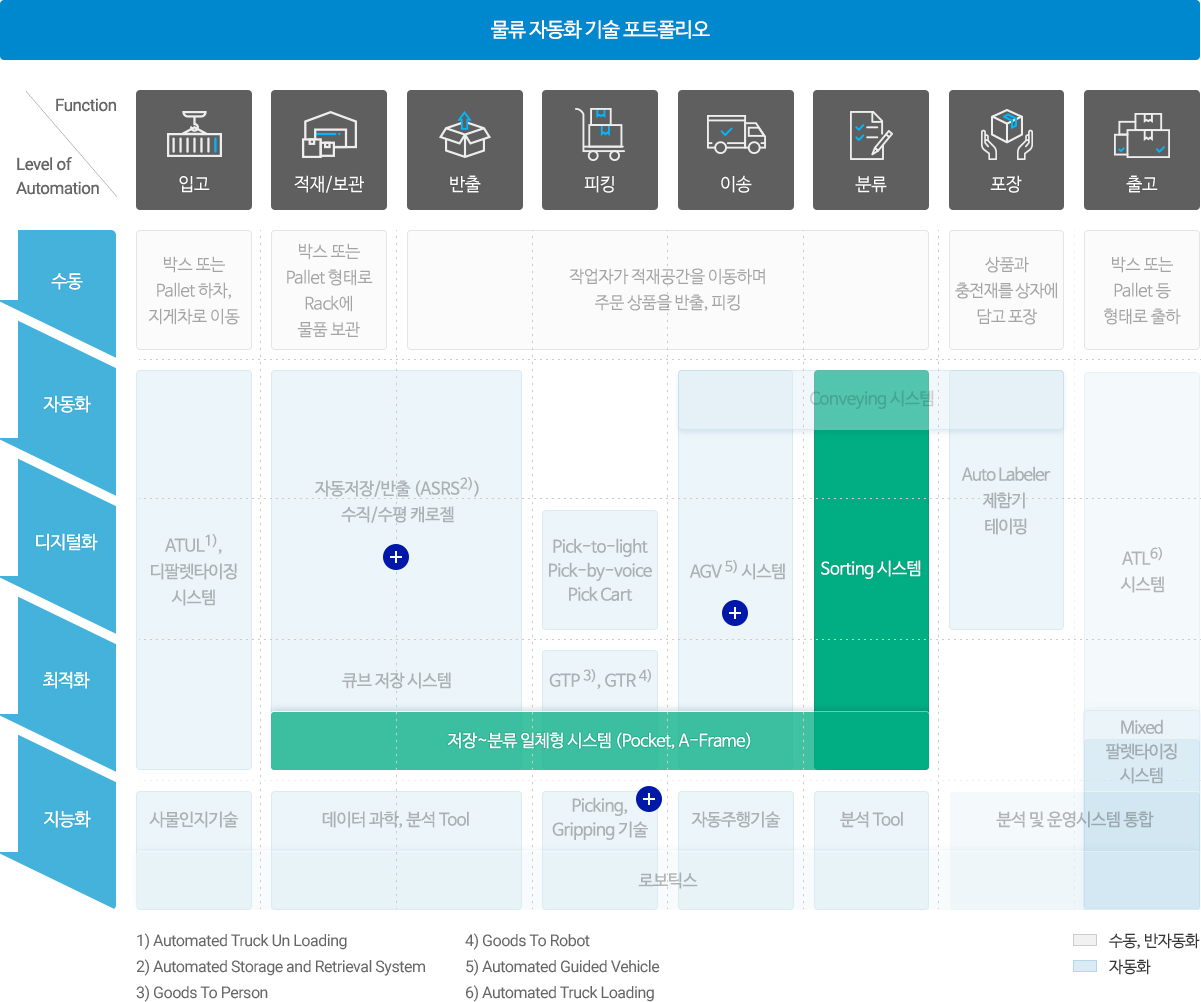 물류 자동화 기술 포트폴리오
Function
Level of
Automation
입고
적재/보관
반출
피킹
이송
분류
포장
출고
수동
박스 또는
Pallet 하차,
지게차로 이동
박스 또는
Pallet 형태로
Rack에
물품 보관
작업자가 적재공간을 이동하며
주문 상품을 반출, 피킹
상품과
충전재를 상자에
담고 포장
박스 또는
Pallet 등
형태로 출하
자동화
디지털화
최적화
지능화
ATUL1),
디팔렛타이징
시스템
자동저장/반출 (ASRS2))
수직/수평 캐로젤
큐브 저장 시스템
Pick-to-light
Pick-by-voice
Pick Cart
GTP 3), GTR 4)
Conveying 시스템
AGV 5) 시스템
Sorting 시스템
Auto Labeler
제함기
테이핑
ATL6)
시스템
저장~분류 일체형 시스템 (Pocket, A-Frame)
Mixed
팔렛타이징
시스템
사물인지기술
데이터 과학, 분석 Tool
Picking,
Gripping 기술
자동주행기술
분석 Tool
분석 및 운영시스템 통합
로보틱스
1) Automated Truck Un Loading
2) Automated Storage and Retrieval System
3) Goods To Person
4) Goods To Robot
5) Automated Guided Vehicle
6) Automated Truck Loading
수동, 반자동화
자동화